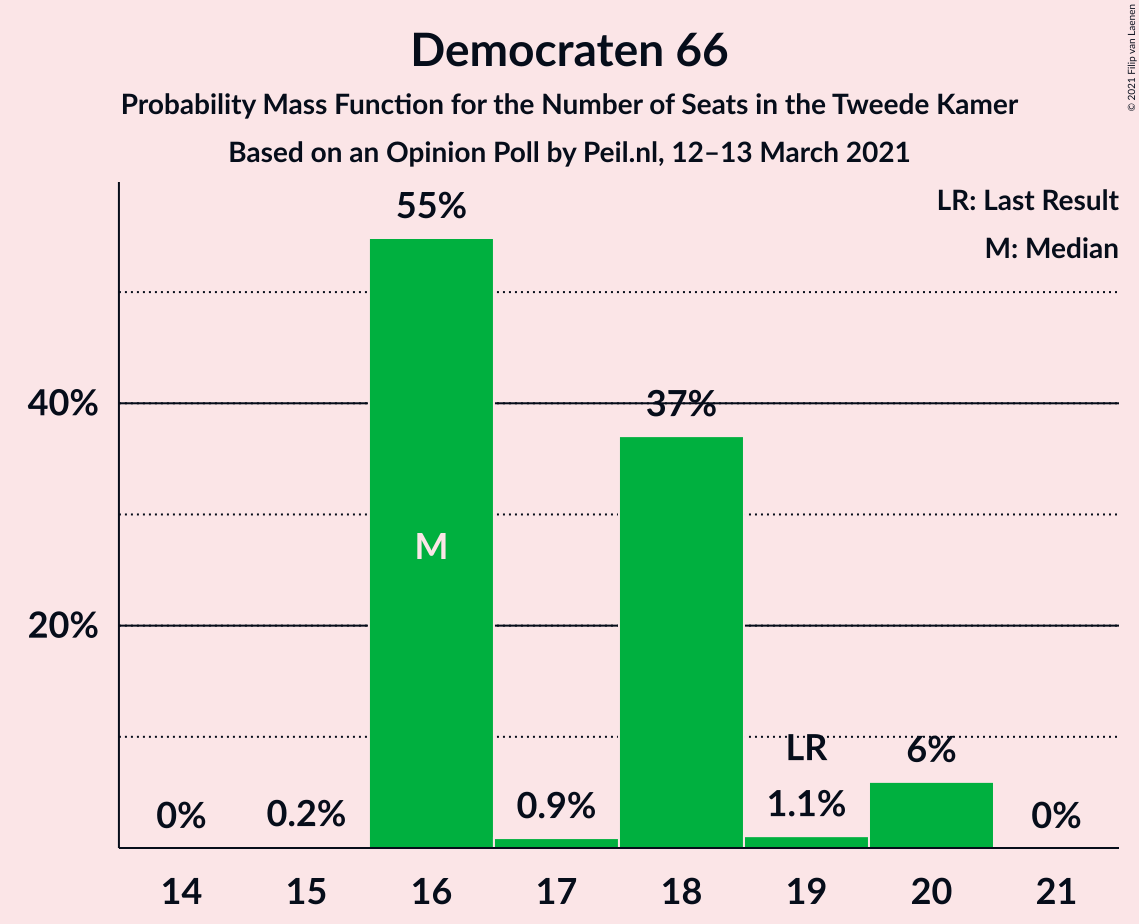 Democraten 66
Probability Mass Function for the Number of Seats in the Tweede Kamer
Based on an Opinion Poll by Peil.nl, 12–13 March 2021
© 2021 Filip van Laenen
LR: Last Result
M: Median
55%
40%
37%
M
20%
LR
6%
0%
0.2%
0.9%
1.1%
0%
14 15 16 17 18 19 20 21